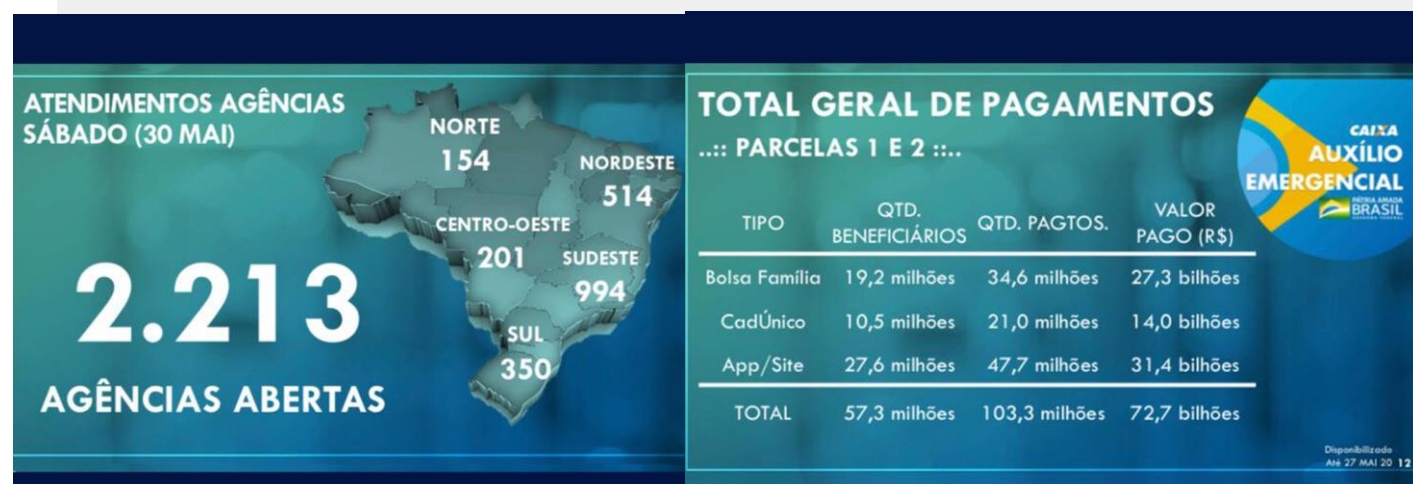 ATENDIMENTOS AGÊNCIAS
SÁBADO (30 MAI)
NORTE
154
NORDESTE
514
CENTRO-OESTE
201
SUDESTE
994
SUL
350
2.213
AGÊNCIAS ABERTAS
TOTAL GERAL DE PAGAMENTOS
..:: PARCELAS 1 E 2 ::..
CAIXA
AUXÍLIO
EMERGENCIAL
PÁTRIA AMADA
BRASIL
GOVERNO FEDERAL
TIPO QTD. BENEFICIÁRIOS QTD. PAGTOS. VALOR PAGO (R$)
Bolsa Família 19,2 milhões 34,6 milhões 27,3 bilhões
CadÚnico 10,5 milhões 21,0 milhões 14,0 bilhões
App/Site 27,6 milhões 47,7 milhões 31,4 bilhões
TOTAL 57,3 milhões 103,3 milhões 72,7 bilhões
Disponibilizado
Até 27 MAI 20 12